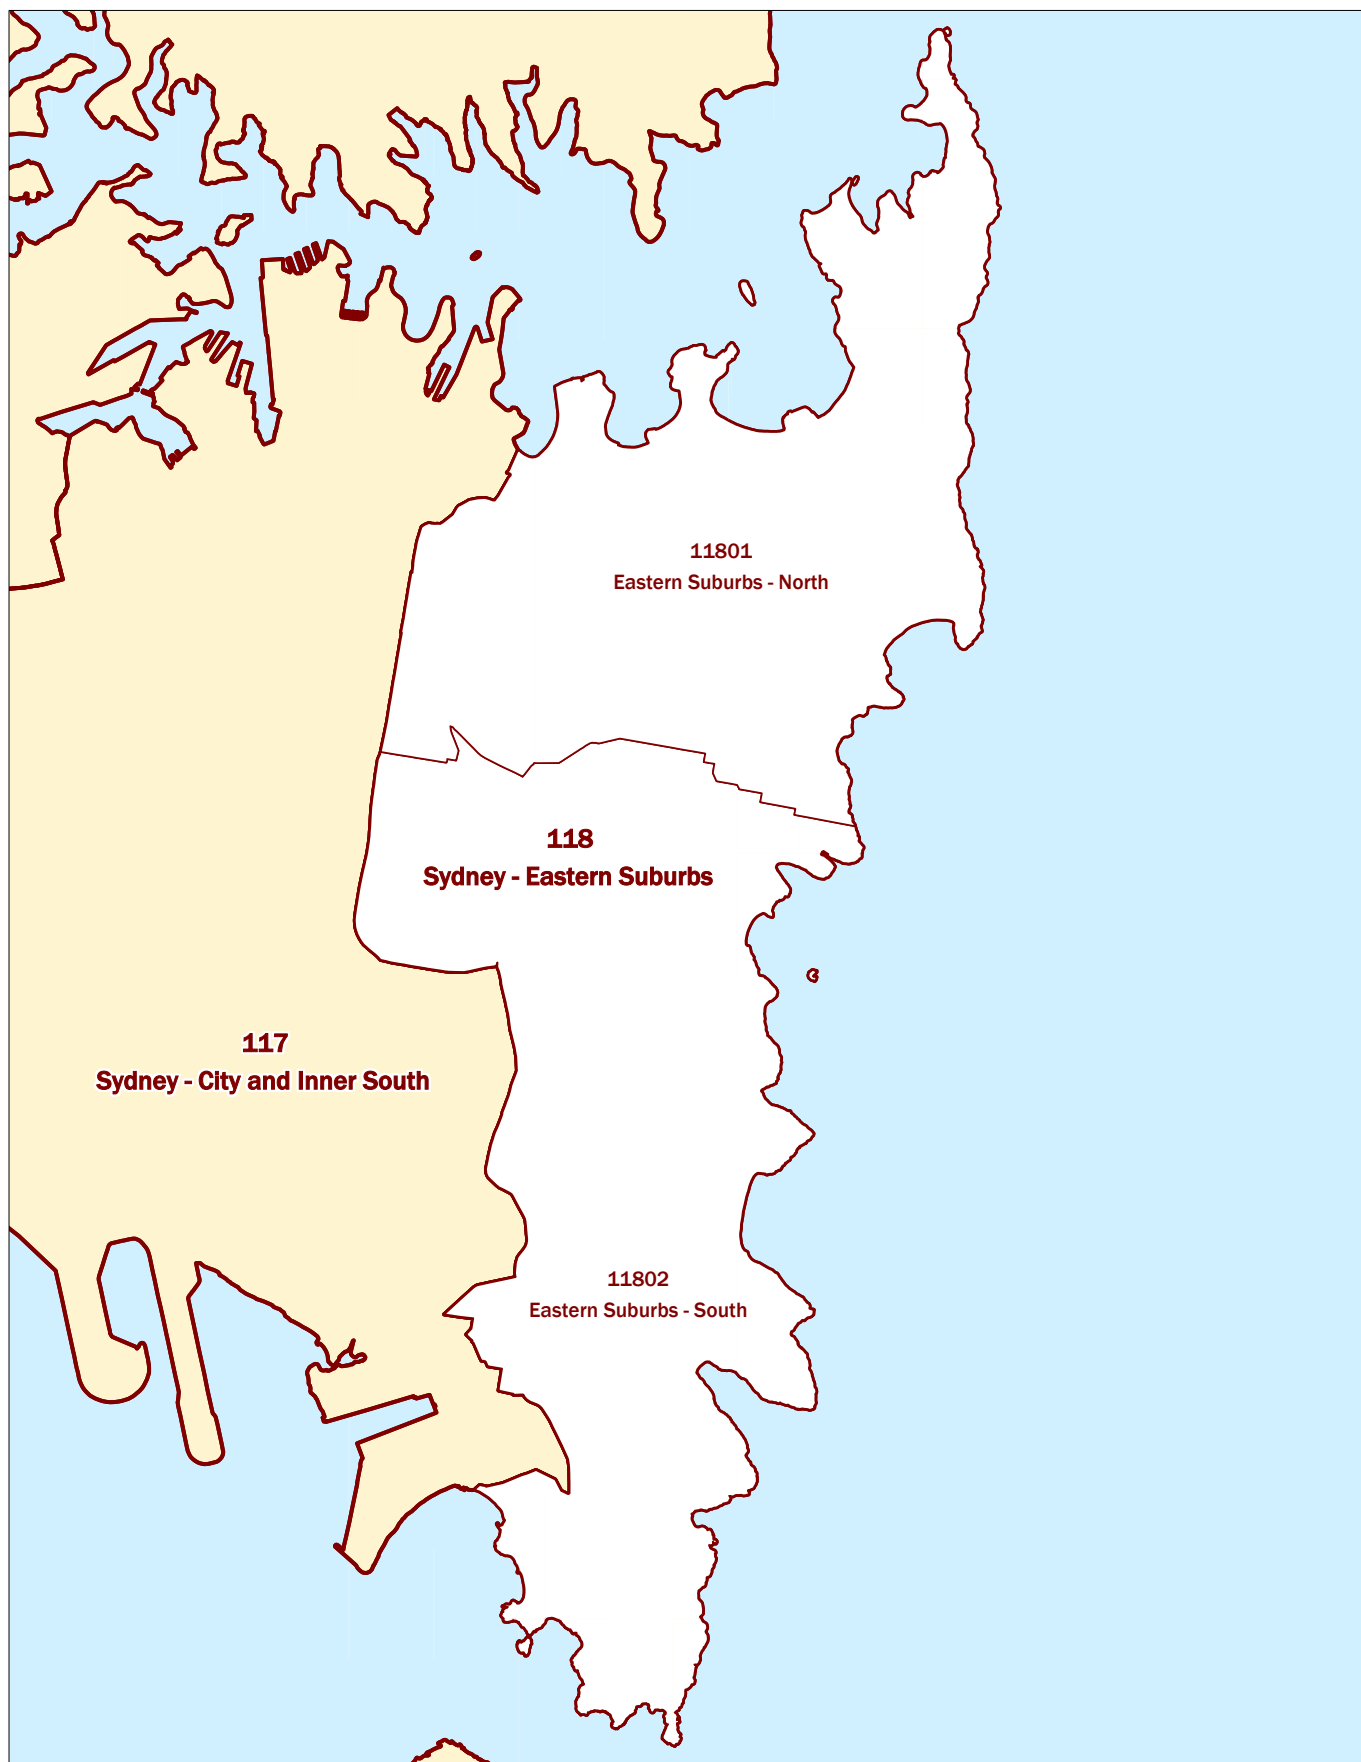 11801
Eastern Suburbs - North
118
Sydney - Eastern Suburbs
117
Sydney - City and Inner South
11802
Eastern Suburbs - South